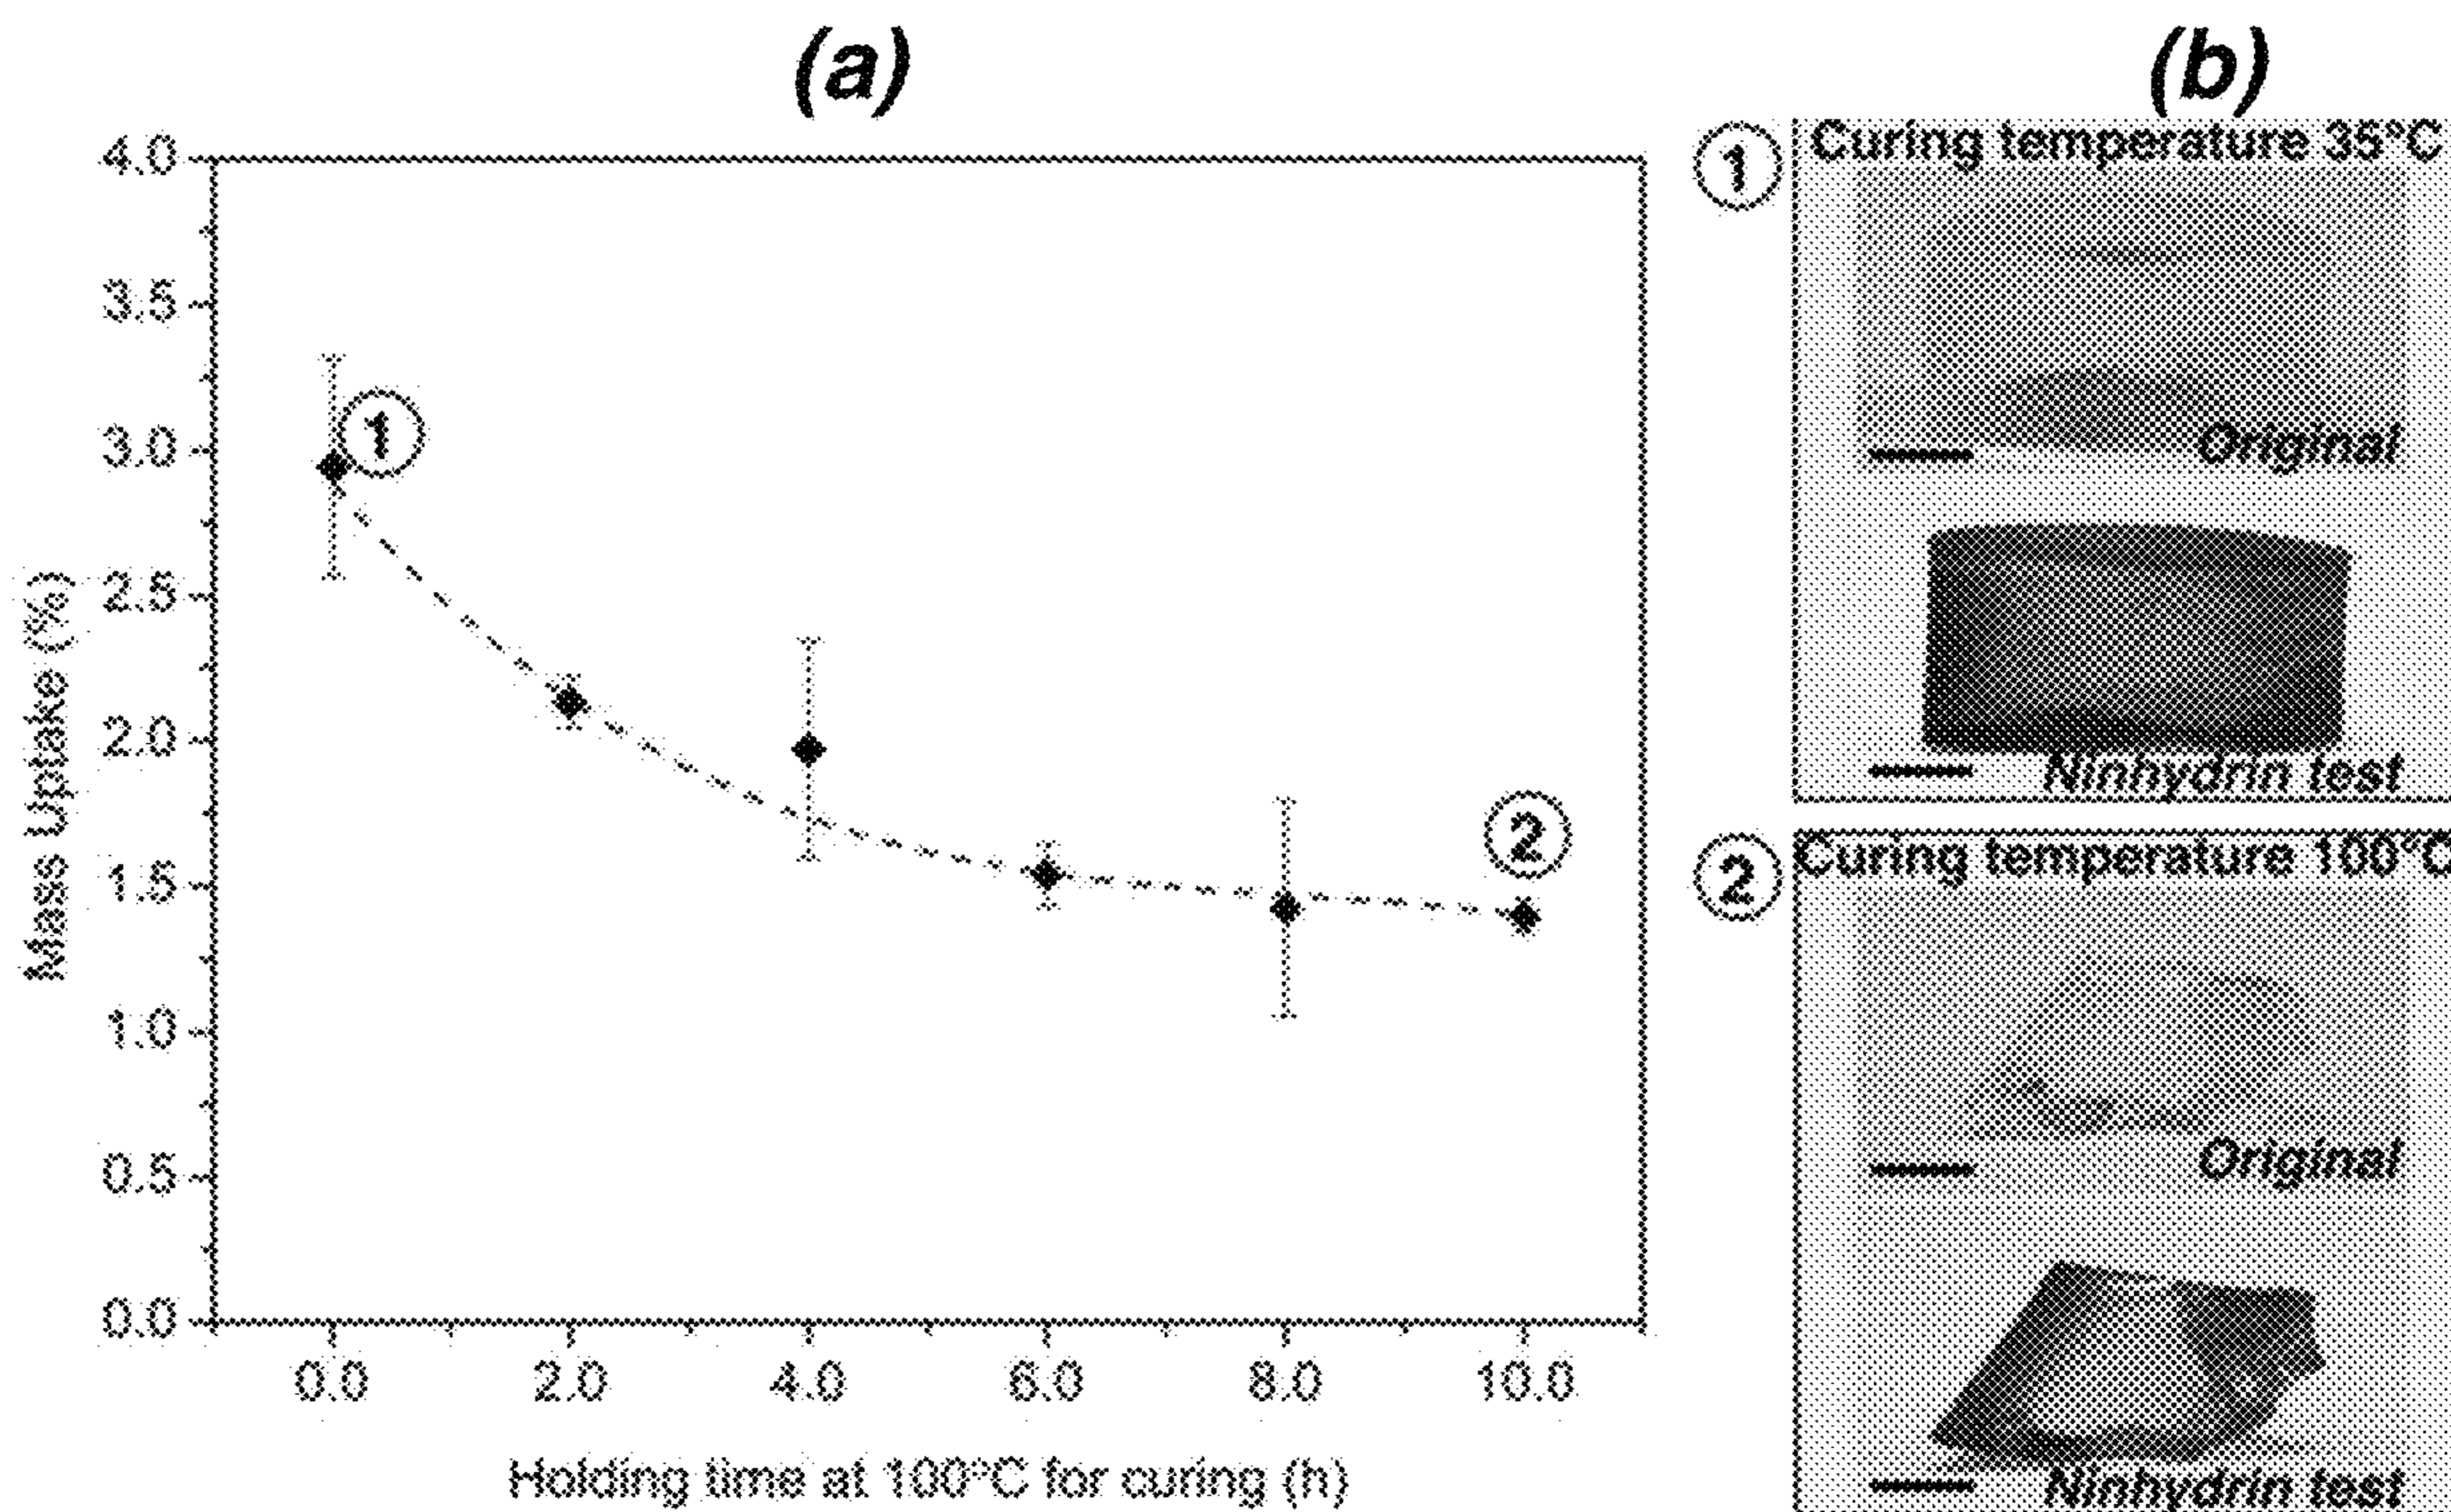 (a)
4.0
3.5
3.0
2.5
2.0
1.5
1.0
0.5
0.0
Mass Uptake (%)
1
2
0.0 2.0 4.0 6.0 8.0 10.0
Holding time at 100°C for curing (h)
(b)
1
Curing temperature 35°C
Original
Ninhydrin test
2
Curing temperature 100°C
Original
Ninhydrin test